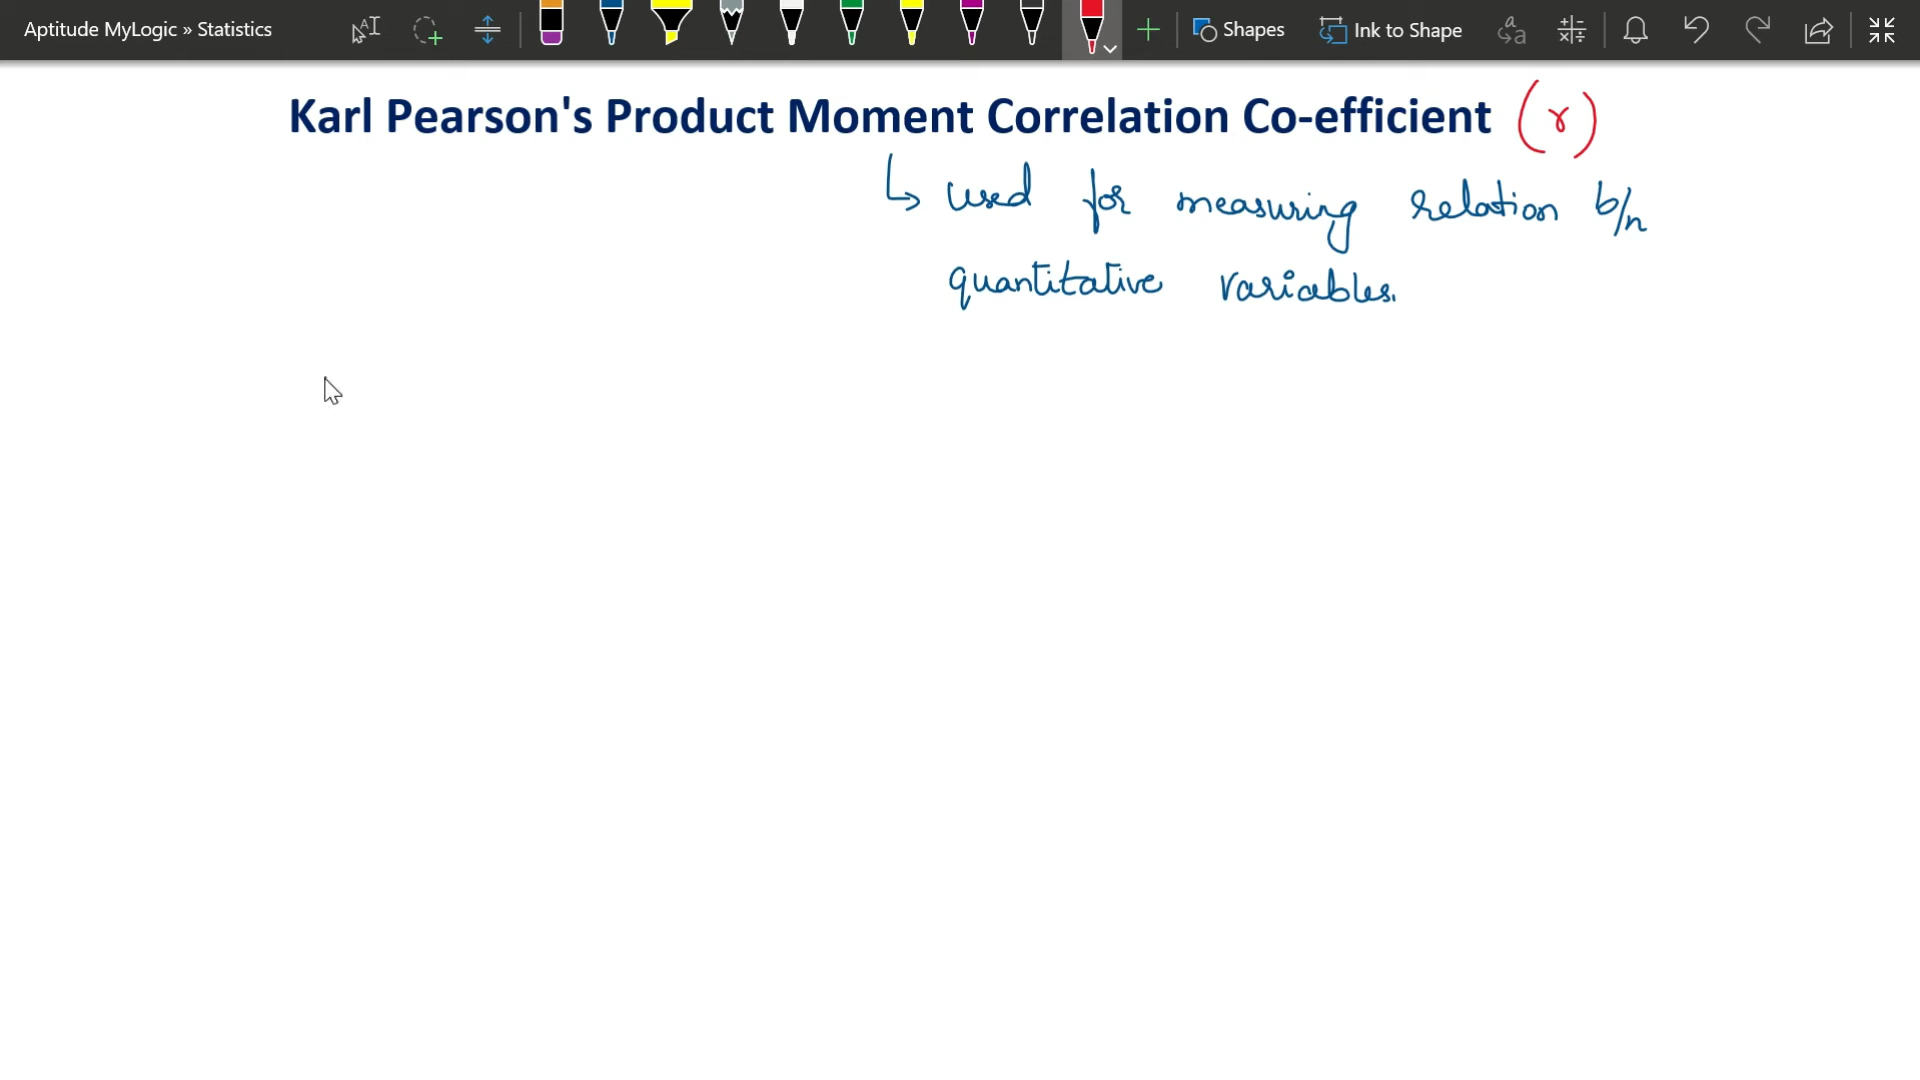 Aptitude MyLogic » Statistics
Shapes
Ink to Shape
Karl Pearson's Product Moment Correlation Co-efficient (r)
↳ used for measuring relation b/n
quantitative variables.